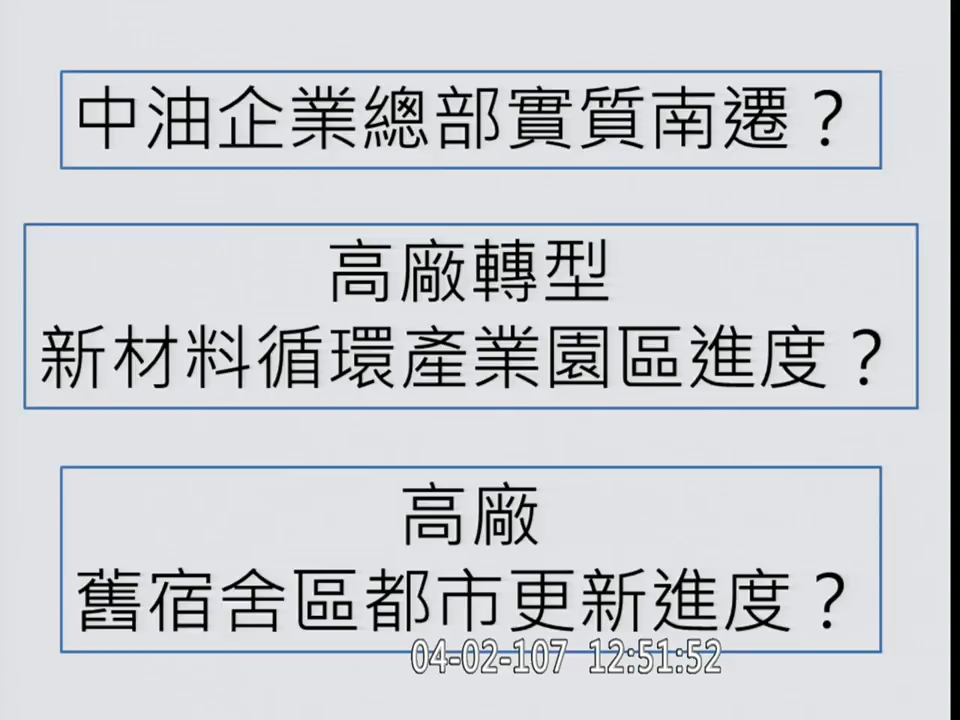 中油企業總部實質南遷？
高廠轉型
新材料循環產業園區進度？
高廠
舊宿舍區都市更新進度？
04-02-107 12:51:52